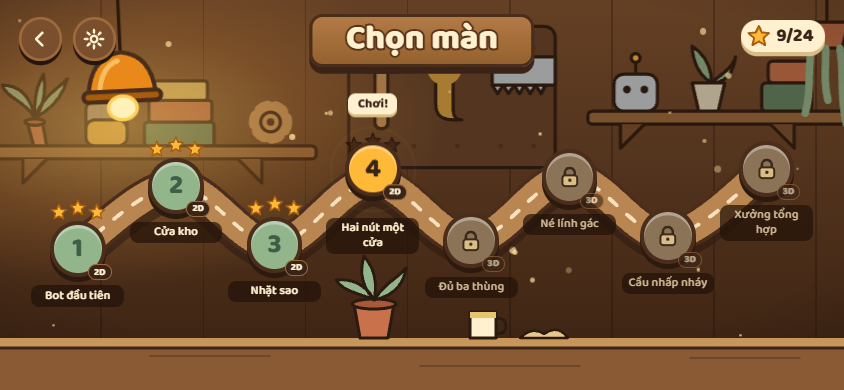 Chọn màn
9/24
Chơi!
1
2D
Bot đầu tiên
2
2D
Cửa kho
3
2D
Nhặt sao
4
2D
Hai nút một
cửa
3D
Đủ ba thùng
3D
Né lính gác
3D
Cầu nhấp nháy
3D
Xưởng tổng
hợp